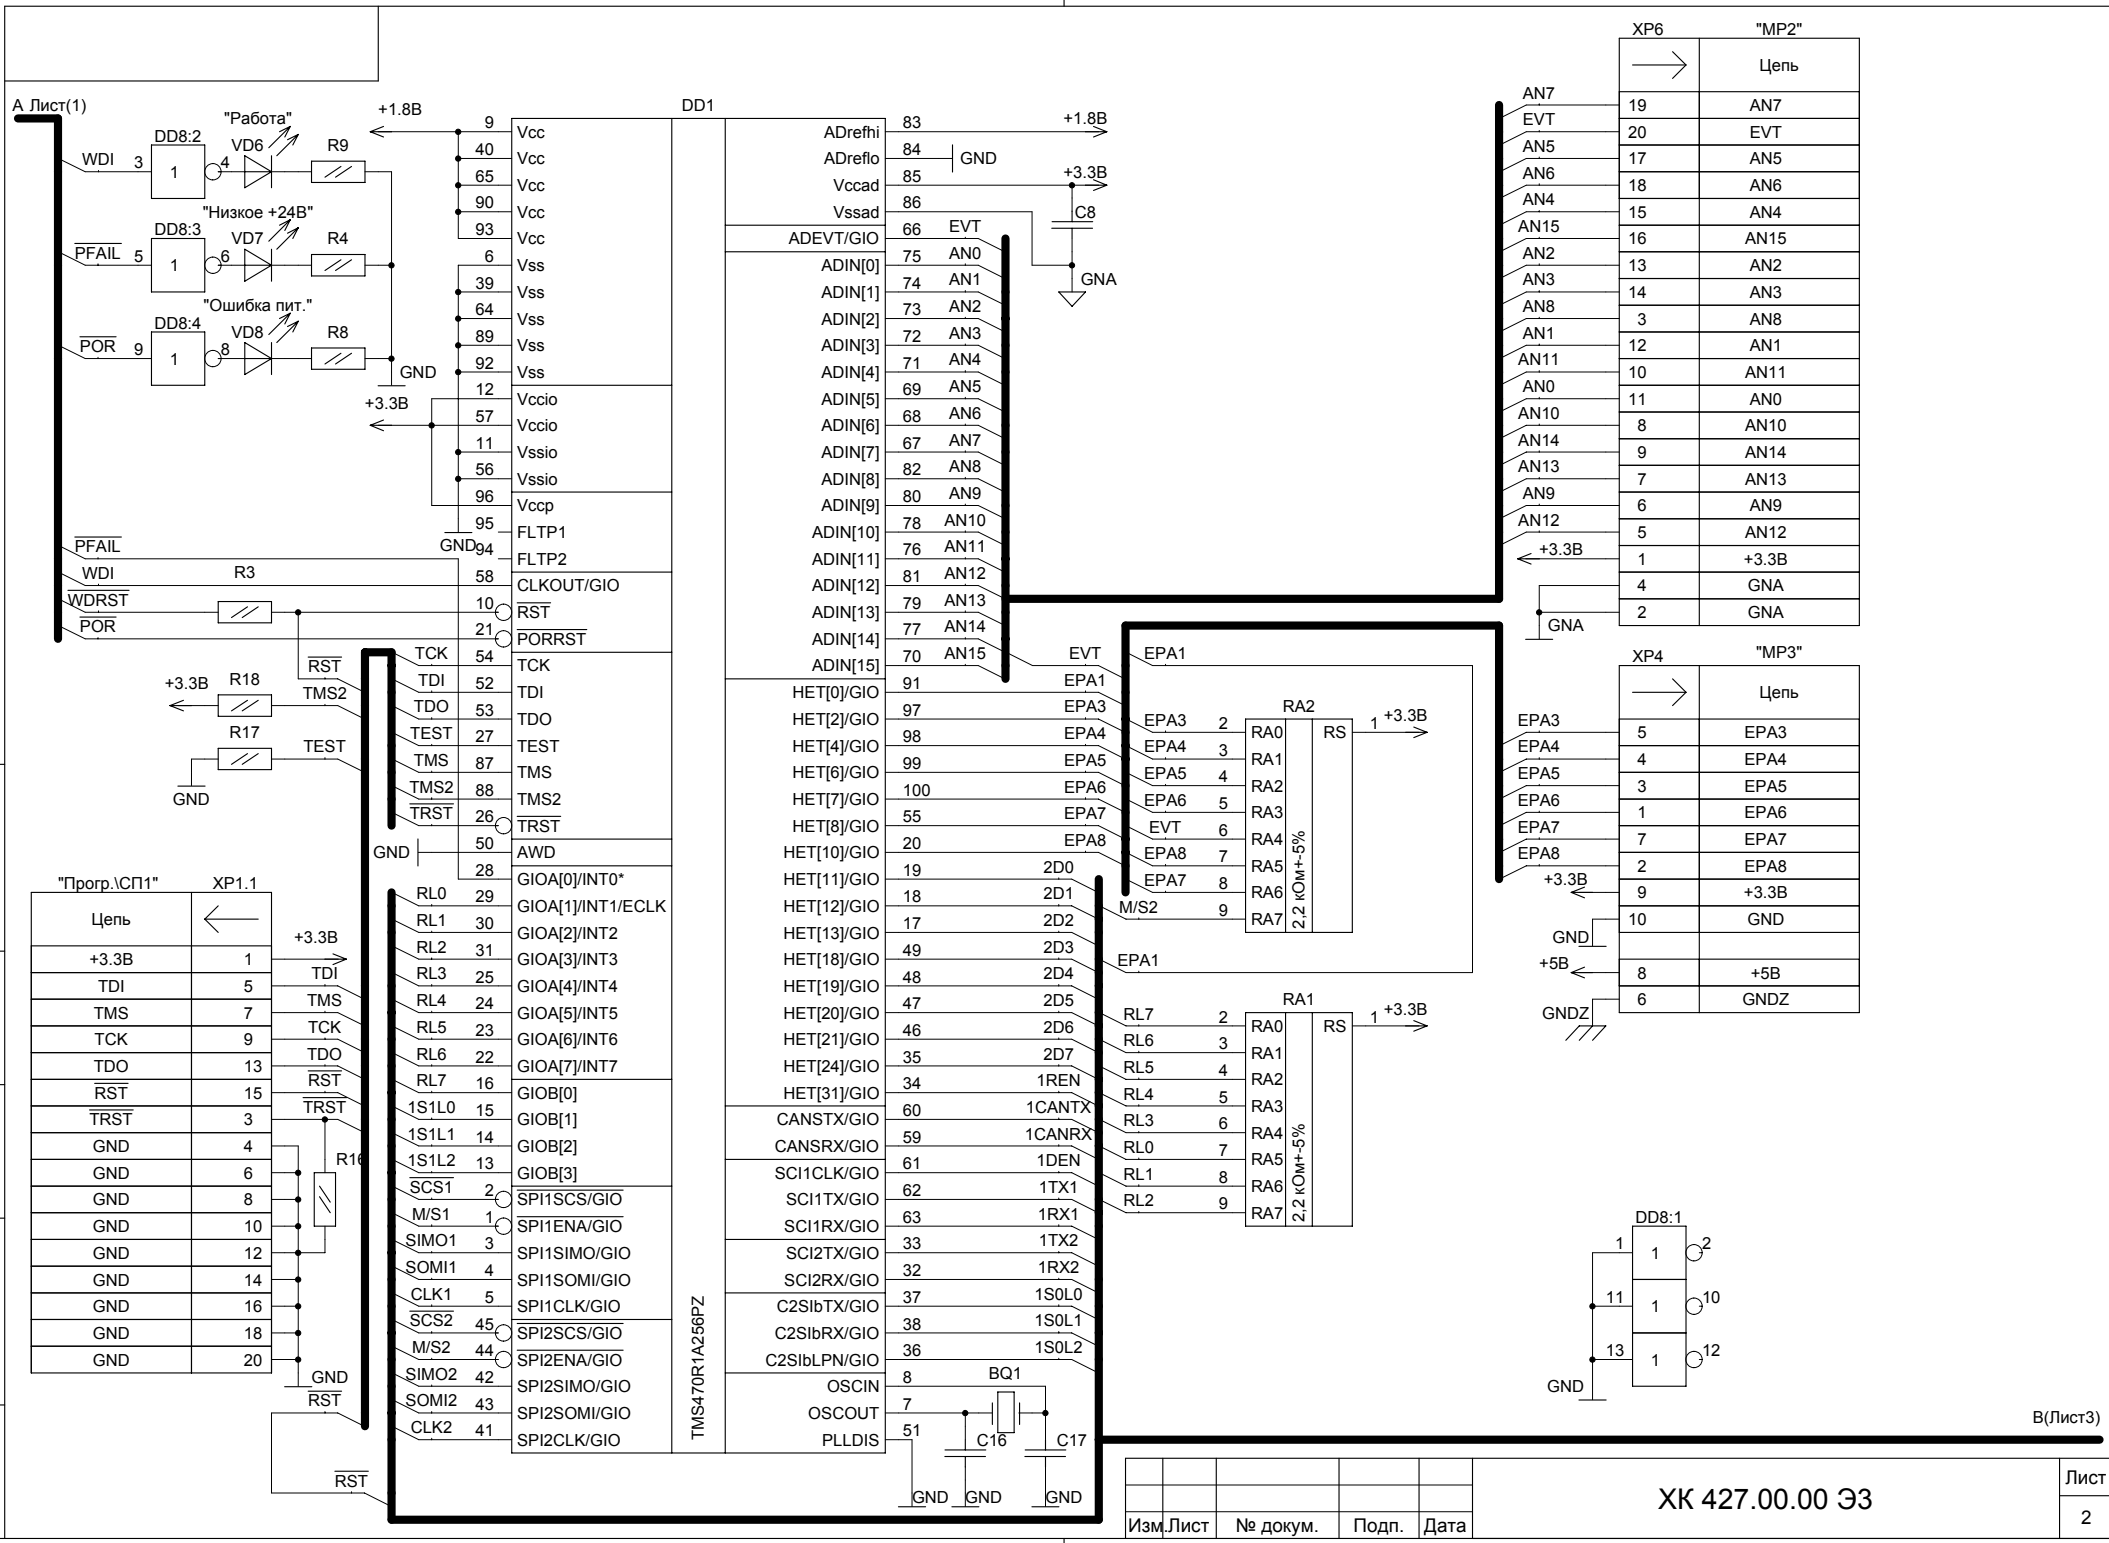 А Лист(1)
WDI 3 DD8:2 1 4 "Работа" VD6 R9
PFAIL 5 DD8:3 1 6 "Низкое +24В" VD7 R4
POR 9 DD8:4 1 8 "Ошибка пит." VD8 R8
GND
+1.8В
+3.3В
GND
PFAIL
WDI
WDRST
POR
R3
RST
+3.3В R18 TMS2
R17 TEST
GND
DD1
TMS470R1A256PZ
9 Vcc
40 Vcc
65 Vcc
90 Vcc
93 Vcc
6 Vss
39 Vss
64 Vss
89 Vss
92 Vss
12 Vccio
57 Vccio
11 Vssio
56 Vssio
96 Vccp
95 FLTP1
94 FLTP2
58 CLKOUT/GIO
10 RST
21 PORRST
TCK 54 TCK
TDI 52 TDI
TDO 53 TDO
TEST 27 TEST
TMS 87 TMS
TMS2 88 TMS2
TRST 26 TRST
GND 50 AWD
28 GIOA[0]/INT0*
RL0 29 GIOA[1]/INT1/ECLK
RL1 30 GIOA[2]/INT2
RL2 31 GIOA[3]/INT3
RL3 25 GIOA[4]/INT4
RL4 24 GIOA[5]/INT5
RL5 23 GIOA[6]/INT6
RL6 22 GIOA[7]/INT7
RL7 16 GIOB[0]
1S1L0 15 GIOB[1]
1S1L1 14 GIOB[2]
1S1L2 13 GIOB[3]
SCS1 2 SPI1SCS/GIO
M/S1 1 SPI1ENA/GIO
SIMO1 3 SPI1SIMO/GIO
SOMI1 4 SPI1SOMI/GIO
CLK1 5 SPI1CLK/GIO
SCS2 45 SPI2SCS/GIO
M/S2 44 SPI2ENA/GIO
SIMO2 42 SPI2SIMO/GIO
SOMI2 43 SPI2SOMI/GIO
CLK2 41 SPI2CLK/GIO
ADrefhi 83 +1.8В
ADreflo 84 GND
Vccad 85 +3.3В
Vssad 86
C8
GNA
ADEVT/GIO 66 EVT
ADIN[0] 75 AN0
ADIN[1] 74 AN1
ADIN[2] 73 AN2
ADIN[3] 72 AN3
ADIN[4] 71 AN4
ADIN[5] 69 AN5
ADIN[6] 68 AN6
ADIN[7] 67 AN7
ADIN[8] 82 AN8
ADIN[9] 80 AN9
ADIN[10] 78 AN10
ADIN[11] 76 AN11
ADIN[12] 81 AN12
ADIN[13] 79 AN13
ADIN[14] 77 AN14
ADIN[15] 70 AN15
EVT
HET[0]/GIO 91 EPA1
HET[2]/GIO 97 EPA3
HET[4]/GIO 98 EPA4
HET[6]/GIO 99 EPA5
HET[7]/GIO 100 EPA6
HET[8]/GIO 55 EPA7
HET[10]/GIO 20 EPA8
HET[11]/GIO 19 2D0
HET[12]/GIO 18 2D1
HET[13]/GIO 17 2D2
HET[18]/GIO 49 2D3
HET[19]/GIO 48 2D4
HET[20]/GIO 47 2D5
HET[21]/GIO 46 2D6
HET[24]/GIO 35 2D7
HET[31]/GIO 34 1REN
CANSTX/GIO 60 1CANTX
CANSRX/GIO 59 1CANRX
SCI1CLK/GIO 61 1DEN
SCI1TX/GIO 62 1TX1
SCI1RX/GIO 63 1RX1
SCI2TX/GIO 33 1TX2
SCI2RX/GIO 32 1RX2
C2SIbTX/GIO 37 1S0L0
C2SIbRX/GIO 38 1S0L1
C2SIbLPN/GIO 36 1S0L2
OSCIN 8
OSCOUT 7
PLLDIS 51
BQ1
C16 C17
GND GND GND
"Прогр.\СП1" XP1.1
Цепь
+3.3В 1 +3.3В
TDI 5 TDI
TMS 7 TMS
TCK 9 TCK
TDO 13 TDO
RST 15 RST
TRST 3 TRST
GND 4
GND 6
GND 8
GND 10
GND 12
GND 14
GND 16
GND 18
GND 20
R16
GND
RST
RST
EPA1
RA2
EPA3 2 RA0 RS 1 +3.3В
EPA4 3 RA1
EPA5 4 RA2
EPA6 5 RA3
EVT 6 RA4
EPA8 7 RA5
EPA7 8 RA6
M/S2 9 RA7
2,2 кОм+-5%
EPA1
RA1
RL7 2 RA0 RS 1 +3.3В
RL6 3 RA1
RL5 4 RA2
RL4 5 RA3
RL3 6 RA4
RL0 7 RA5
RL1 8 RA6
RL2 9 RA7
2,2 кОм+-5%
XP6 "MP2"
Цепь
AN7 19 AN7
EVT 20 EVT
AN5 17 AN5
AN6 18 AN6
AN4 15 AN4
AN15 16 AN15
AN2 13 AN2
AN3 14 AN3
AN8 3 AN8
AN1 12 AN1
AN11 10 AN11
AN0 11 AN0
AN10 8 AN10
AN14 9 AN14
AN13 7 AN13
AN9 6 AN9
AN12 5 AN12
+3.3В 1 +3.3В
4 GNA
GNA 2 GNA
XP4 "MP3"
Цепь
EPA3 5 EPA3
EPA4 4 EPA4
EPA5 3 EPA5
EPA6 1 EPA6
EPA7 7 EPA7
EPA8 2 EPA8
+3.3В 9 +3.3В
GND 10 GND
+5В 8 +5В
GNDZ 6 GNDZ
DD8:1
1 1 2
11 1 10
13 1 12
GND
В(Лист3)
Изм. Лист № докум. Подп. Дата
ХК 427.00.00 Э3
Лист
2